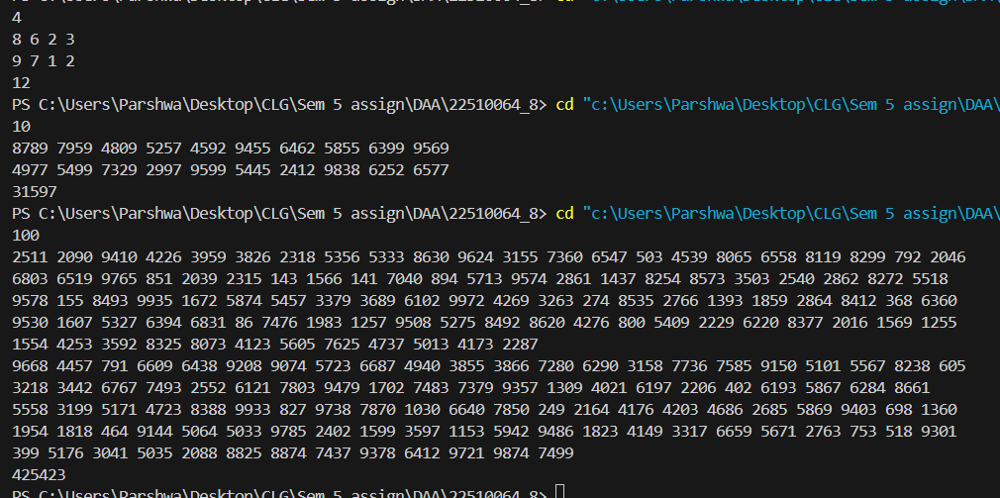 4
8 6 2 3
9 7 1 2
12
PS C:\Users\Parshwa\Desktop\CLG\Sem 5 assign\DAA\22510064_8> cd "c:\Users\Parshwa\Desktop\CLG\Sem 5 assign\DAA\
10
8789 7959 4809 5257 4592 9455 6462 5855 6399 9569
4977 5499 7329 2997 9599 5445 2412 9838 6252 6577
31597
PS C:\Users\Parshwa\Desktop\CLG\Sem 5 assign\DAA\22510064_8> cd "c:\Users\Parshwa\Desktop\CLG\Sem 5 assign\DAA\
100
2511 2090 9410 4226 3959 3826 2318 5356 5333 8630 9624 3155 7360 6547 503 4539 8065 6558 8119 8299 792 2046
6803 6519 9765 851 2039 2315 143 1566 141 7040 894 5713 9574 2861 1437 8254 8573 3503 2540 2862 8272 5518
9578 155 8493 9935 1672 5874 5457 3379 3689 6102 9972 4269 3263 274 8535 2766 1393 1859 2864 8412 368 6360
9530 1607 5327 6394 6831 86 7476 1983 1257 9508 5275 8492 8620 4276 800 5409 2229 6220 8377 2016 1569 1255
1554 4253 3592 8325 8073 4123 5605 7625 4737 5013 4173 2287
9668 4457 791 6609 6438 9208 9074 5723 6687 4940 3855 3866 7280 6290 3158 7736 7585 9150 5101 5567 8238 605
3218 3442 6767 7493 2552 6121 7803 9479 1702 7483 7379 9357 1309 4021 6197 2206 402 6193 5867 6284 8661
5558 3199 5171 4723 8388 9933 827 9738 7870 1030 6640 7850 249 2164 4176 4203 4686 2685 5869 9403 698 1360
1954 1818 464 9144 5064 5033 9785 2402 1599 3597 1153 5942 9486 1823 4149 3317 6659 5671 2763 753 518 9301
399 5176 3041 5035 2088 8825 8874 7437 9378 6412 9721 9874 7499
425423
PS C:\Users\Parshwa\Desktop\CLG\Sem 5 assign\DAA\22510064_8>